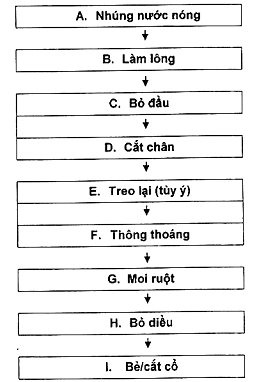 A. Nhúng nước nóng
B. Làm lông
C. Bỏ đầu
D. Cắt chân
E. Treo lại (tùy ý)
F. Thông thoáng
G. Moi ruột
H. Bỏ diều
I. Bẻ/cắt cổ